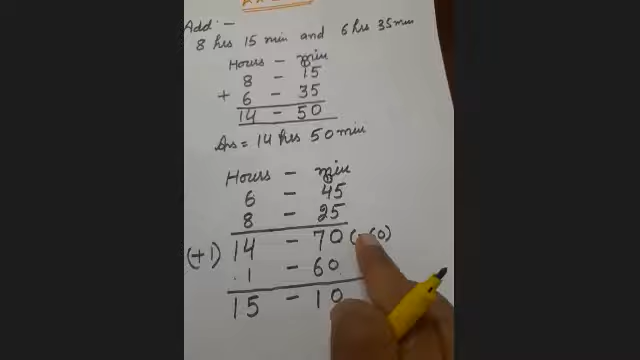 Add :-
8 hrs 15 min and 6 hrs 35 min
Hours - min
8 - 15
+ 6 - 35
14 - 50
Ans = 14 hrs 50 min
Hours - min
6 - 45
8 - 25
(+1) 14 - 70
1 - 60
15 - 10